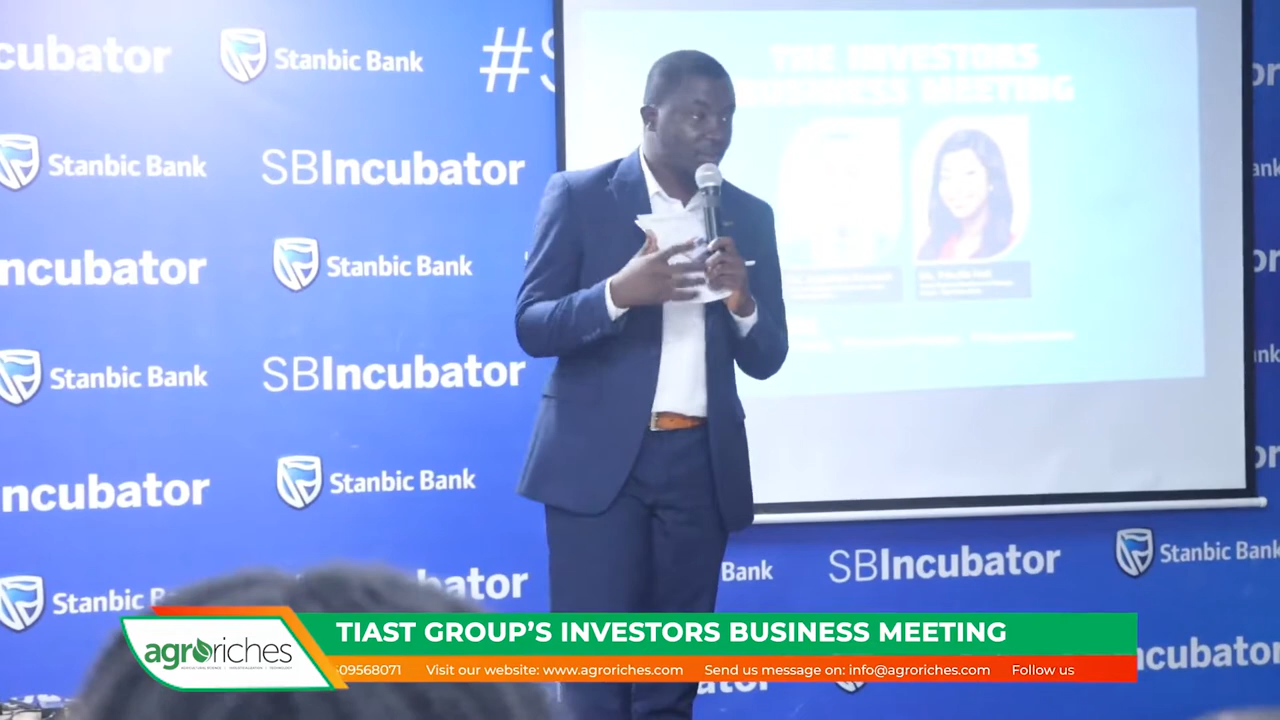 cubator
Stanbic Bank
#S
Stanbic Bank
SBIncubator
ncubator
Stanbic Bank
Stanbic Bank
SBIncubator
ncubator
Stanbic Bank
Stanbic B
ubator
THE INVESTORS
BUSINESS MEETING
Bank
SBIncubator
Stanbic Bank
ncubator
agroriches
TIAST GROUP’S INVESTORS BUSINESS MEETING
609568071 Visit our website: www.agroriches.com Send us message on: info@agroriches.com Follow us